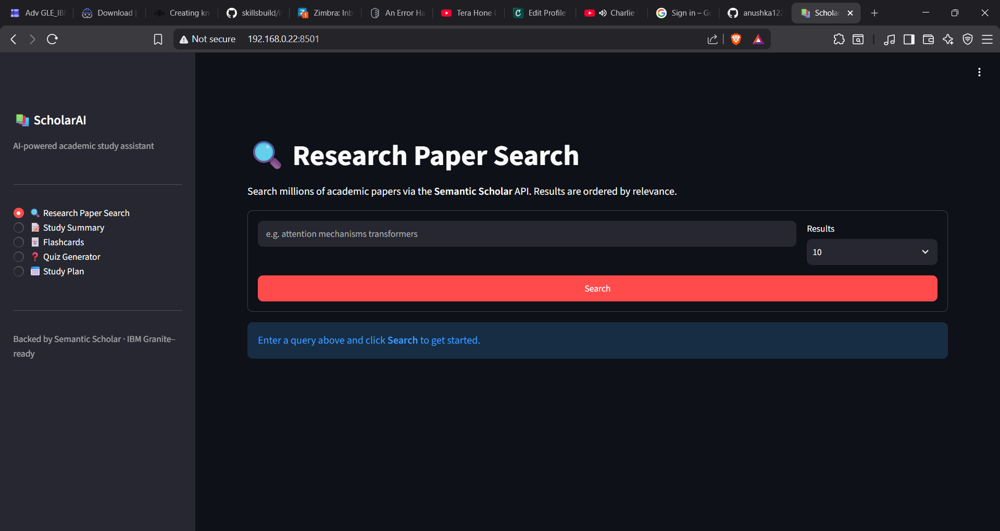 Adv GLE_IB
Download |
Creating kn
skillsbuild/i
Zimbra: Inb
An Error Ha
Tera Hone
Edit Profile
Charlie
Sign in – Go
anushka122
Scholar
Not secure
192.168.0.22:8501
ScholarAI
AI-powered academic study assistant
Research Paper Search
Study Summary
Flashcards
Quiz Generator
Study Plan
Backed by Semantic Scholar · IBM Granite–
ready
Research Paper Search
Search millions of academic papers via the Semantic Scholar API. Results are ordered by relevance.
e.g. attention mechanisms transformers
Results
10
Search
Enter a query above and click Search to get started.